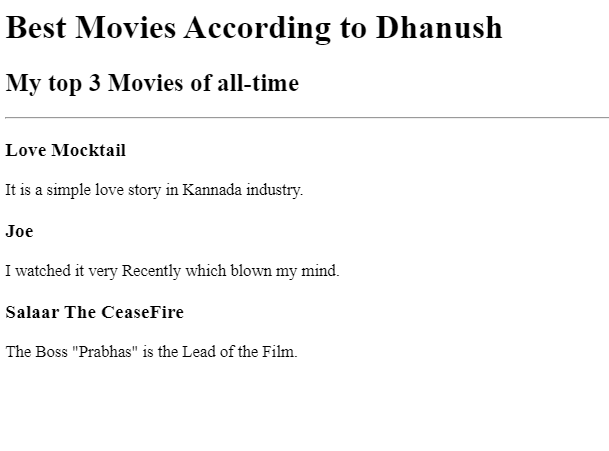 Best Movies According to Dhanush
My top 3 Movies of all-time
Love Mocktail
It is a simple love story in Kannada industry.
Joe
I watched it very Recently which blown my mind.
Salaar The CeaseFire
The Boss "Prabhas" is the Lead of the Film.